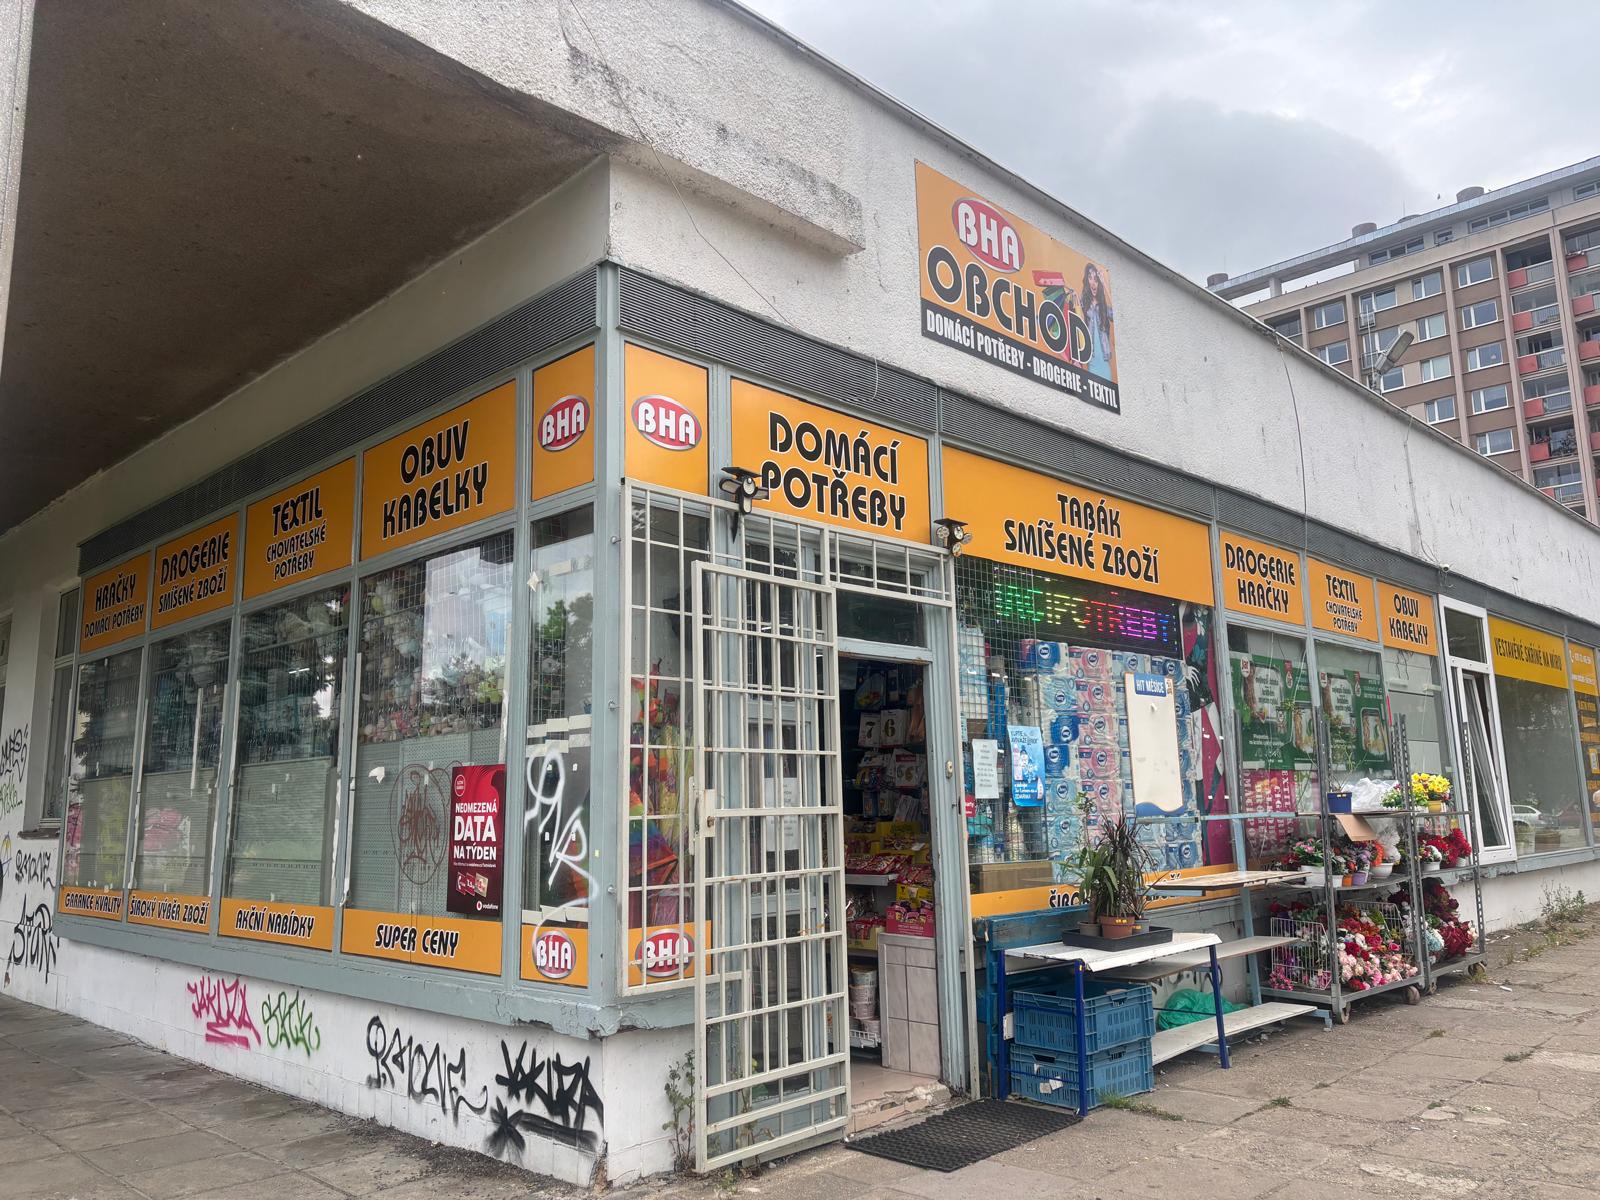 BHA
OBCHOD
DOMÁCÍ POTŘEBY - DROGERIE - TEXTIL
HRAČKY
DOMÁCÍ POTŘEBY
DROGERIE
SMÍŠENÉ ZBOŽÍ
TEXTIL
CHOVATELSKÉ
POTŘEBY
OBUV
KABELKY
BHA
BHA
DOMÁCÍ
POTŘEBY
TABÁK
SMÍŠENÉ ZBOŽÍ
DROGERIE
HRAČKY
TEXTIL
CHOVATELSKÉ
POTŘEBY
OBUV
KABELKY
VESTAVĚNÉ SKŘÍNĚ NA MÍRU
POTŘEBY
HIT MĚSÍCE
NEOMEZENÁ
DATA
NA TÝDEN
vodafone
GARANCE KVALITY
ŠIROKÝ VÝBĚR ZBOŽÍ
AKČNÍ NABÍDKY
SUPER CENY
BHA
BHA